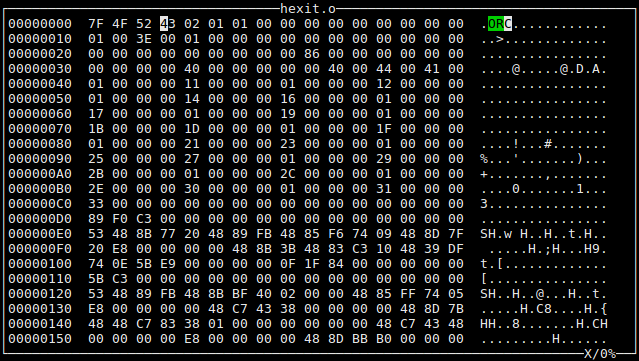 hexit.o
00000000 7F 4F 52 43 02 01 01 00 00 00 00 00 00 00 00 00 .ORC............
00000010 01 00 3E 00 01 00 00 00 00 00 00 00 00 00 00 00 ..>.............
00000020 00 00 00 00 00 00 00 00 86 00 00 00 00 00 00 00 ................
00000030 00 00 00 00 40 00 00 00 00 00 40 00 44 00 41 00 ....@.....@.D.A.
00000040 01 00 00 00 11 00 00 00 01 00 00 00 12 00 00 00 ................
00000050 01 00 00 00 14 00 00 00 16 00 00 00 01 00 00 00 ................
00000060 17 00 00 00 01 00 00 00 19 00 00 00 01 00 00 00 ................
00000070 1B 00 00 00 1D 00 00 00 01 00 00 00 1F 00 00 00 ................
00000080 01 00 00 00 21 00 00 00 23 00 00 00 01 00 00 00 ....!...#.......
00000090 25 00 00 00 27 00 00 00 01 00 00 00 29 00 00 00 %...'.......)...
000000A0 2B 00 00 00 01 00 00 00 2C 00 00 00 01 00 00 00 +.......,.......
000000B0 2E 00 00 00 30 00 00 00 01 00 00 00 31 00 00 00 ....0.......1...
000000C0 33 00 00 00 00 00 00 00 00 00 00 00 00 00 00 00 3...............
000000D0 89 F0 C3 00 00 00 00 00 00 00 00 00 00 00 00 00 ................
000000E0 53 48 8B 77 20 48 89 FB 48 85 F6 74 09 48 8D 7F SH.w H..H..t.H..
000000F0 20 E8 00 00 00 00 48 8B 3B 48 83 C3 10 48 39 DF  .....H.;H...H9.
00000100 74 0E 5B E9 00 00 00 00 0F 1F 84 00 00 00 00 00 t.[.............
00000110 5B C3 00 00 00 00 00 00 00 00 00 00 00 00 00 00 [...............
00000120 53 48 89 FB 48 8B BF 40 02 00 00 48 85 FF 74 05 SH..H..@...H..t.
00000130 E8 00 00 00 00 48 C7 43 38 00 00 00 00 48 8D 7B .....H.C8....H.{
00000140 48 48 C7 83 38 01 00 00 00 00 00 00 48 C7 43 48 HH..8.......H.CH
00000150 00 00 00 00 E8 00 00 00 00 48 8D BB B0 00 00 00 .........H......
X/0%